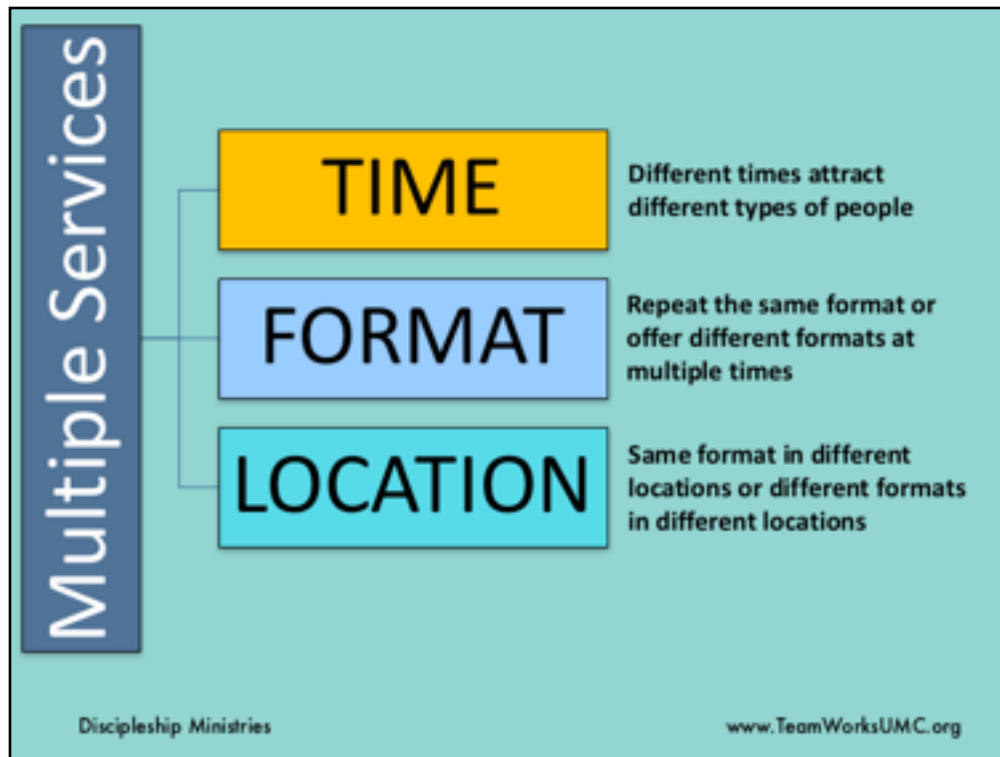 Multiple Services
TIME
Different times attract
different types of people
FORMAT
Repeat the same format or
offer different formats at
multiple times
LOCATION
Same format in different
locations or different formats
in different locations
Discipleship Ministries
www.TeamWorksUMC.org